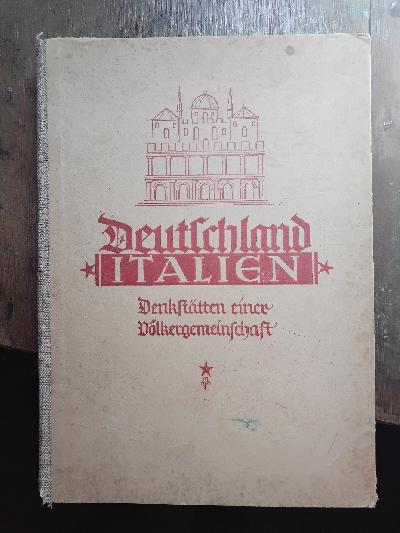 Deutschland
ITALIEN
Denkstätten einer
Völkergemeinschaft